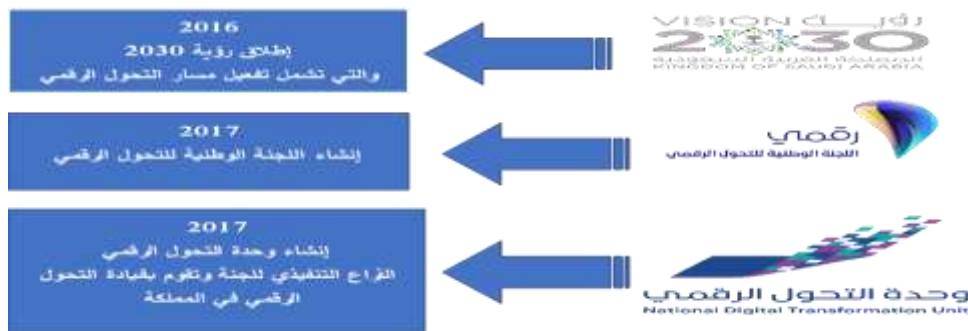 VISION رؤية
2030
المملكة العربية السعودية
KINGDOM OF SAUDI ARABIA
2016
إطلاق رؤية 2030
والتي تشمل تفعيل مسار التحول الرقمي
رقمي
اللجنة الوطنية للتحول الرقمي
2017
إنشاء اللجنة الوطنية للتحول الرقمي
وحدة التحول الرقمي
National Digital Transformation Unit
2017
إنشاء وحدة التحول الرقمي
الذراع التنفيذي للجنة وتقوم بقيادة التحول
الرقمي في المملكة